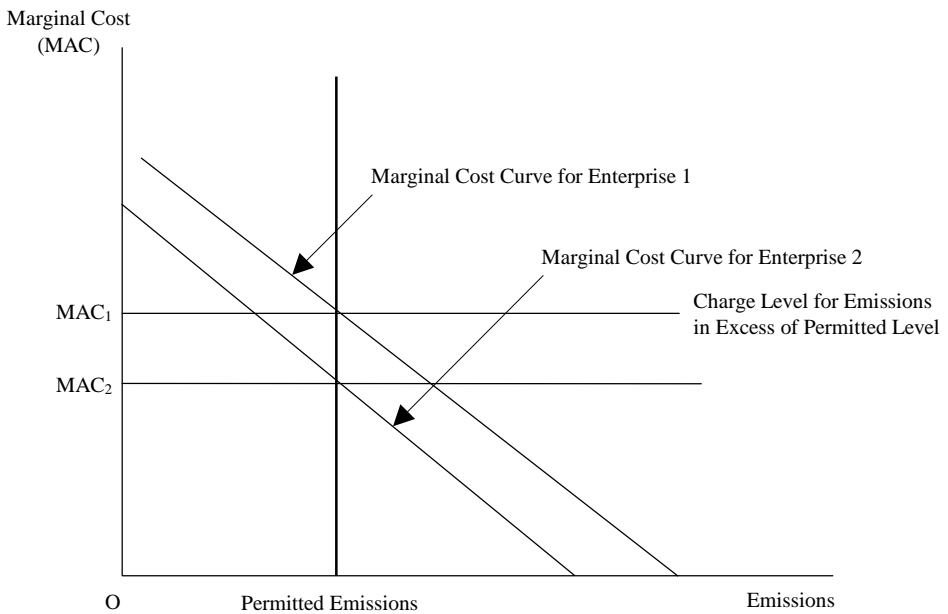 Marginal Cost
(MAC)
Marginal Cost Curve for Enterprise 1
Marginal Cost Curve for Enterprise 2
MAC₁
Charge Level for Emissions
in Excess of Permitted Level
MAC₂
O
Permitted Emissions
Emissions